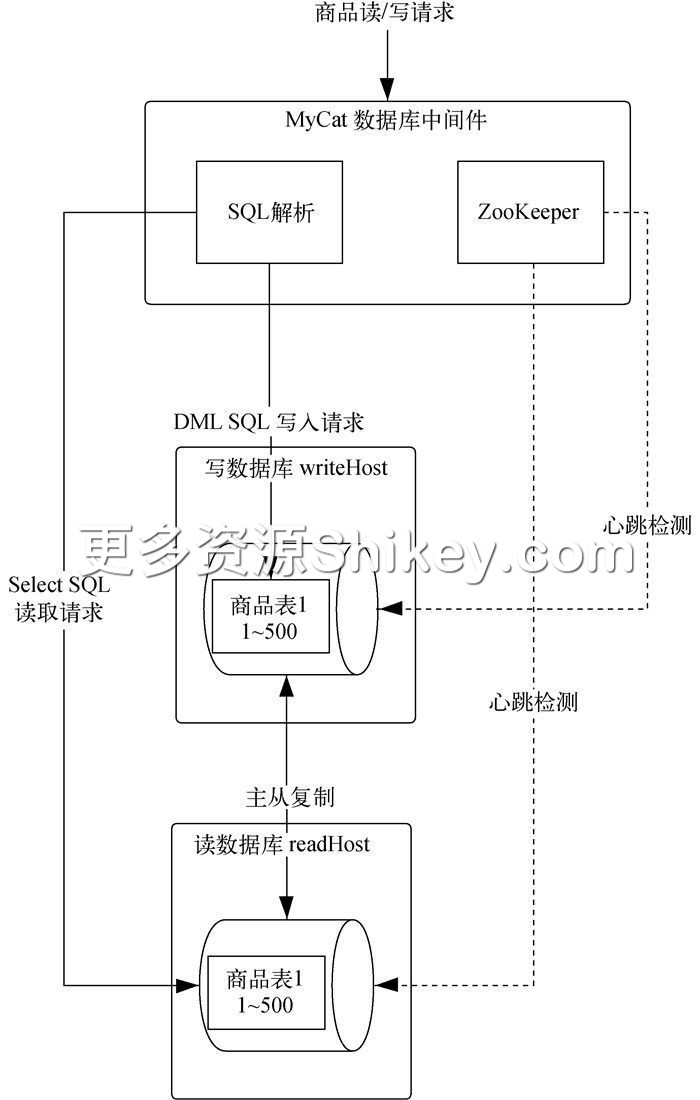 商品读/写请求
MyCat 数据库中间件
SQL解析
ZooKeeper
DML SQL 写入请求
写数据库 writeHost
更多资源Shikey.com
心跳检测
Select SQL
读取请求
商品表1
1~500
心跳检测
主从复制
读数据库 readHost
商品表1
1~500